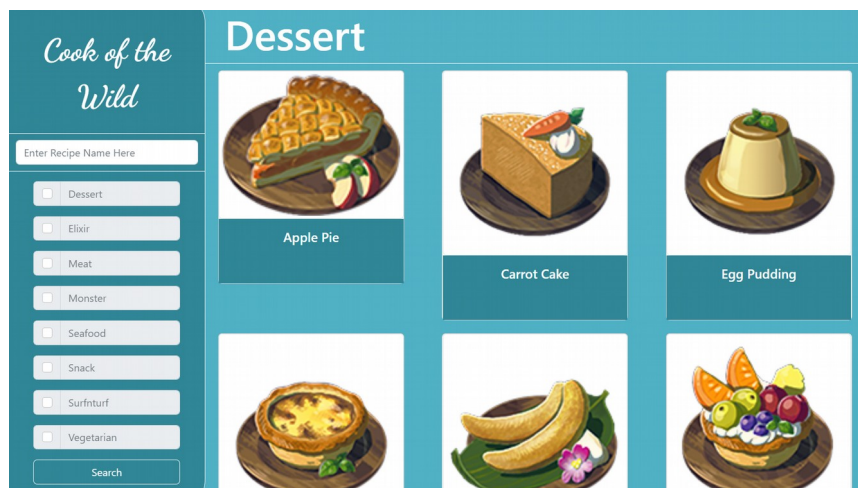 Cook of the
Wild
Enter Recipe Name Here
Dessert
Elixir
Meat
Monster
Seafood
Snack
Surfnturf
Vegetarian
Search
Dessert
Apple Pie
Carrot Cake
Egg Pudding